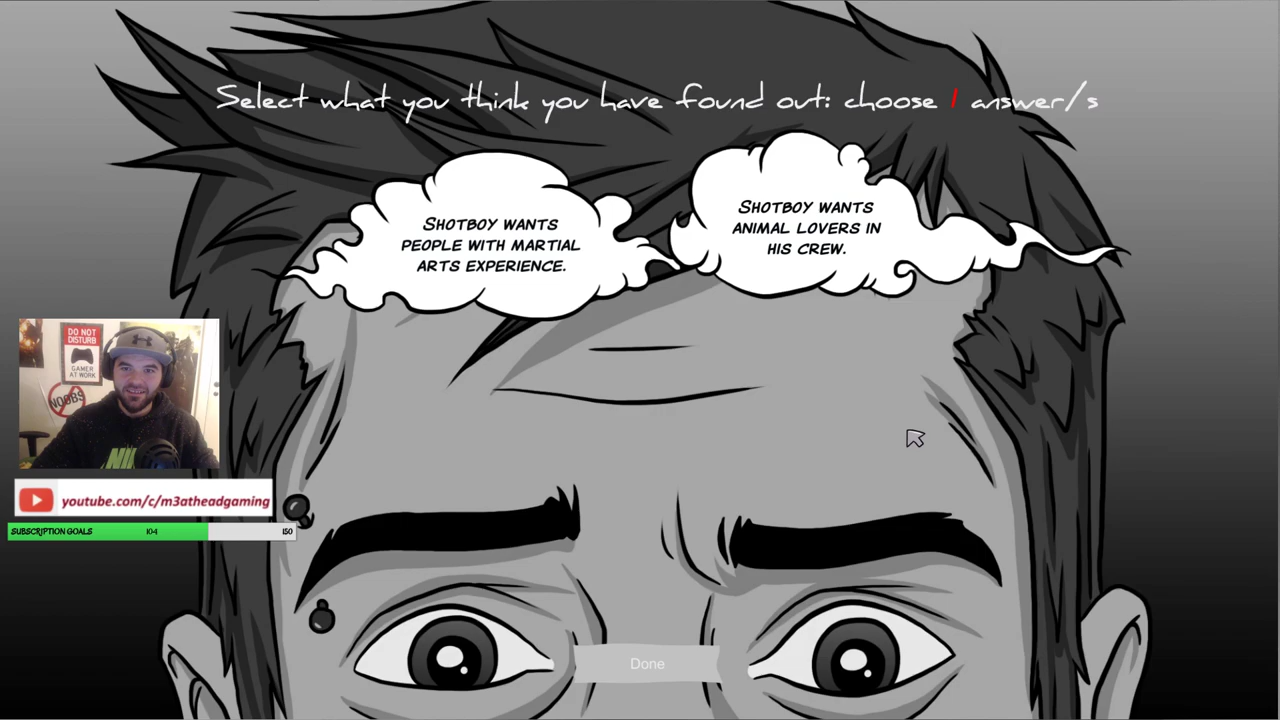 Select what you think you have found out: choose 1 answer/s
SHOTBOY WANTS
PEOPLE WITH MARTIAL
ARTS EXPERIENCE.
SHOTBOY WANTS
ANIMAL LOVERS IN
HIS CREW.
DO NOT
DISTURB
GAMER
AT WORK
NOOBS
youtube.com/c/m3atheadgaming
SUBSCRIPTION GOALS 104 150
Done